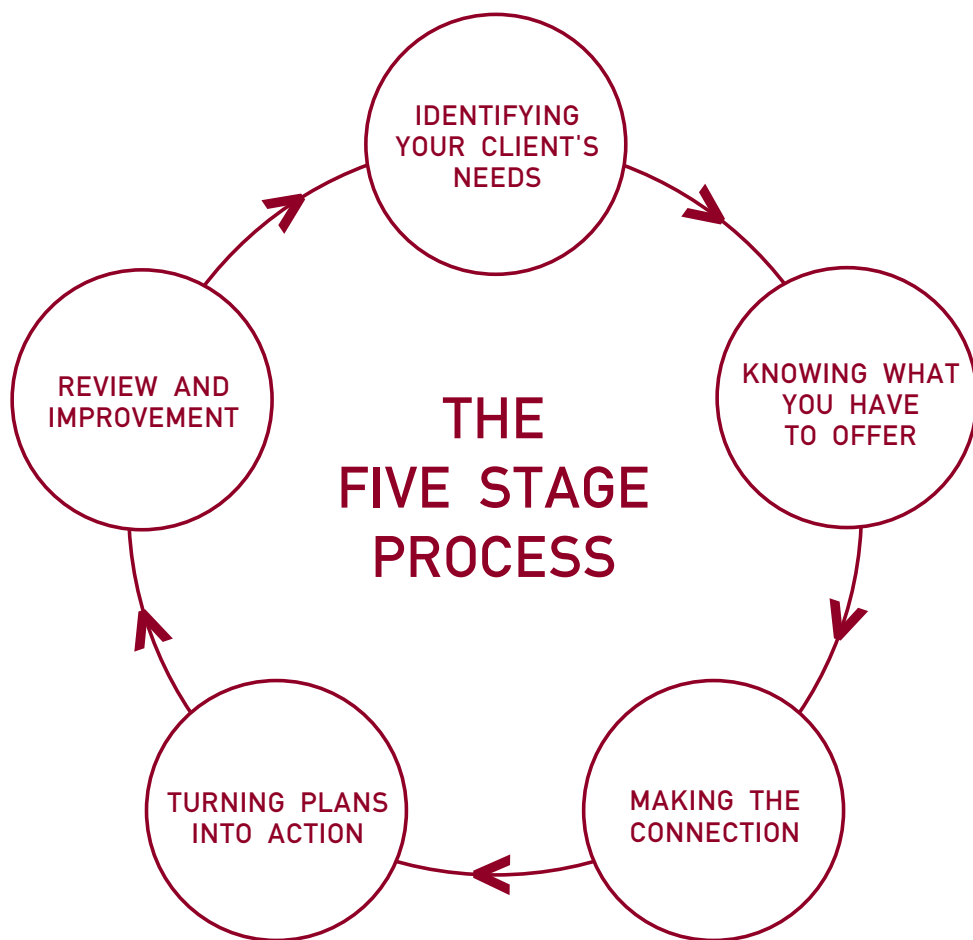 IDENTIFYING
YOUR CLIENT'S
NEEDS
KNOWING WHAT
YOU HAVE
TO OFFER
MAKING THE
CONNECTION
TURNING PLANS
INTO ACTION
REVIEW AND
IMPROVEMENT
THE
FIVE STAGE
PROCESS